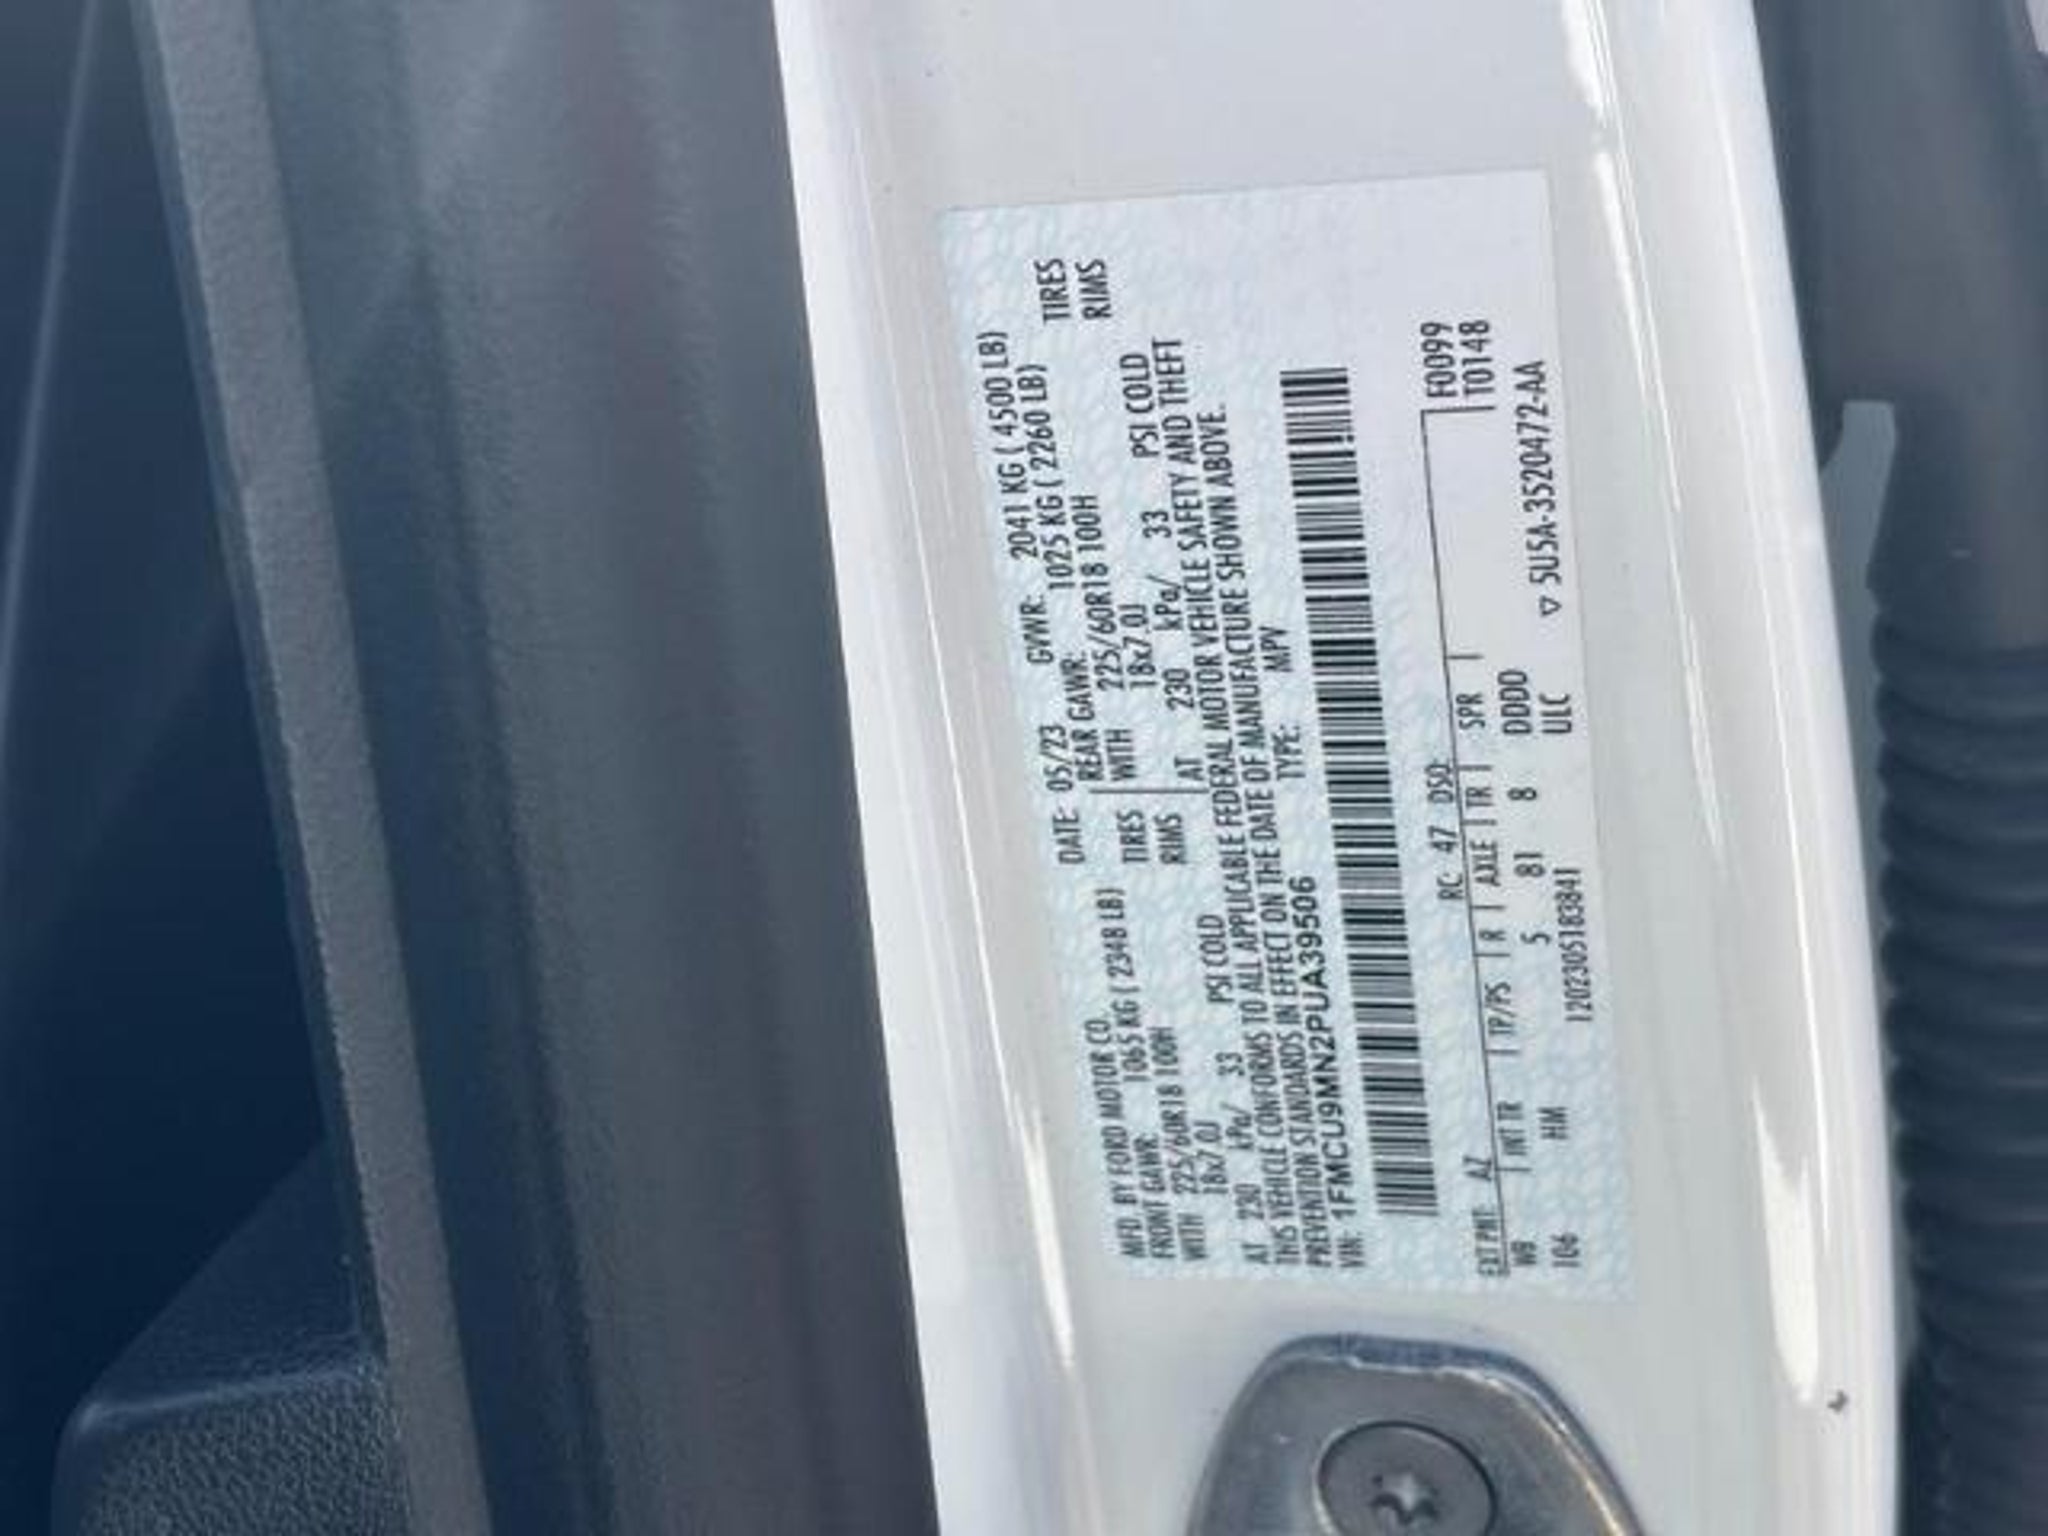 MFD. BY FORD MOTOR CO.
DATE: 05/23 GVWR: 2041 KG ( 4500 LB)
FRONT GAWR: 1065 KG ( 2348 LB) REAR GAWR: 1025 KG ( 2260 LB)
WITH 225/60R18 100H TIRES WITH 225/60R18 100H TIRES
18x7.0J RIMS 18x7.0J RIMS
AT 230 kPa/ 33 PSI COLD AT 230 kPa/ 33 PSI COLD
THIS VEHICLE CONFORMS TO ALL APPLICABLE FEDERAL MOTOR VEHICLE SAFETY AND THEFT
PREVENTION STANDARDS IN EFFECT ON THE DATE OF MANUFACTURE SHOWN ABOVE.
VIN: 1FMCU9MN2PUA39506 TYPE: MPV
F0099
EXT PNT: AZ RC: 47 DSO: T0148
WB INT TR TP/PS R AXLE TR SPR
106 HM 5 81 8 DDDD
ULC
1202305183841 ▽ 5U5A-3520472-AA